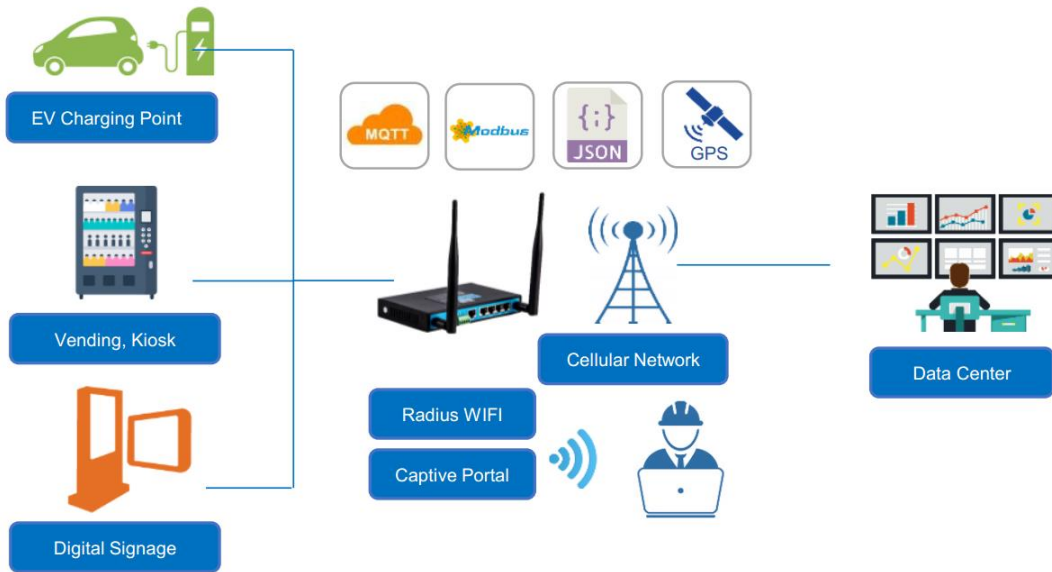 EV Charging Point
MQTT
Modbus
{;}
JSON
GPS
Vending, Kiosk
Cellular Network
Data Center
Radius WIFI
Captive Portal
Digital Signage